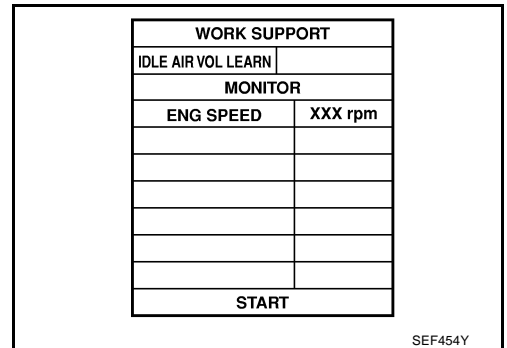 WORK SUPPORT
IDLE AIR VOL LEARN
MONITOR
ENG SPEED XXX rpm
START
SEF454Y